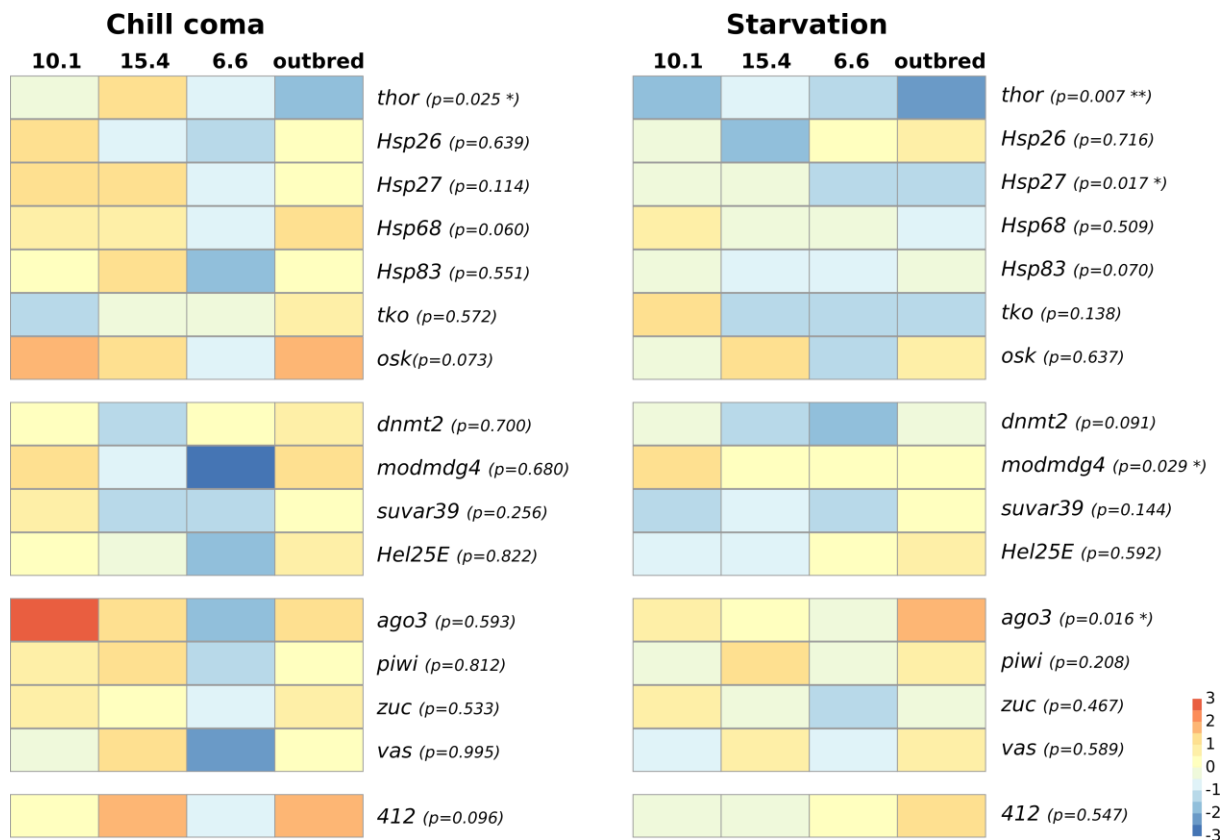 Chill coma
10.1 15.4 6.6 outbred
thor (p=0.025 *)
Hsp26 (p=0.639)
Hsp27 (p=0.114)
Hsp68 (p=0.060)
Hsp83 (p=0.551)
tko (p=0.572)
osk(p=0.073)
dnmt2 (p=0.700)
modmdg4 (p=0.680)
suvar39 (p=0.256)
Hel25E (p=0.822)
ago3 (p=0.593)
piwi (p=0.812)
zuc (p=0.533)
vas (p=0.995)
412 (p=0.096)
Starvation
10.1 15.4 6.6 outbred
thor (p=0.007 **)
Hsp26 (p=0.716)
Hsp27 (p=0.017 *)
Hsp68 (p=0.509)
Hsp83 (p=0.070)
tko (p=0.138)
osk (p=0.637)
dnmt2 (p=0.091)
modmdg4 (p=0.029 *)
suvar39 (p=0.144)
Hel25E (p=0.592)
ago3 (p=0.016 *)
piwi (p=0.208)
zuc (p=0.467)
vas (p=0.589)
412 (p=0.547)
3
2
1
0
-1
-2
-3